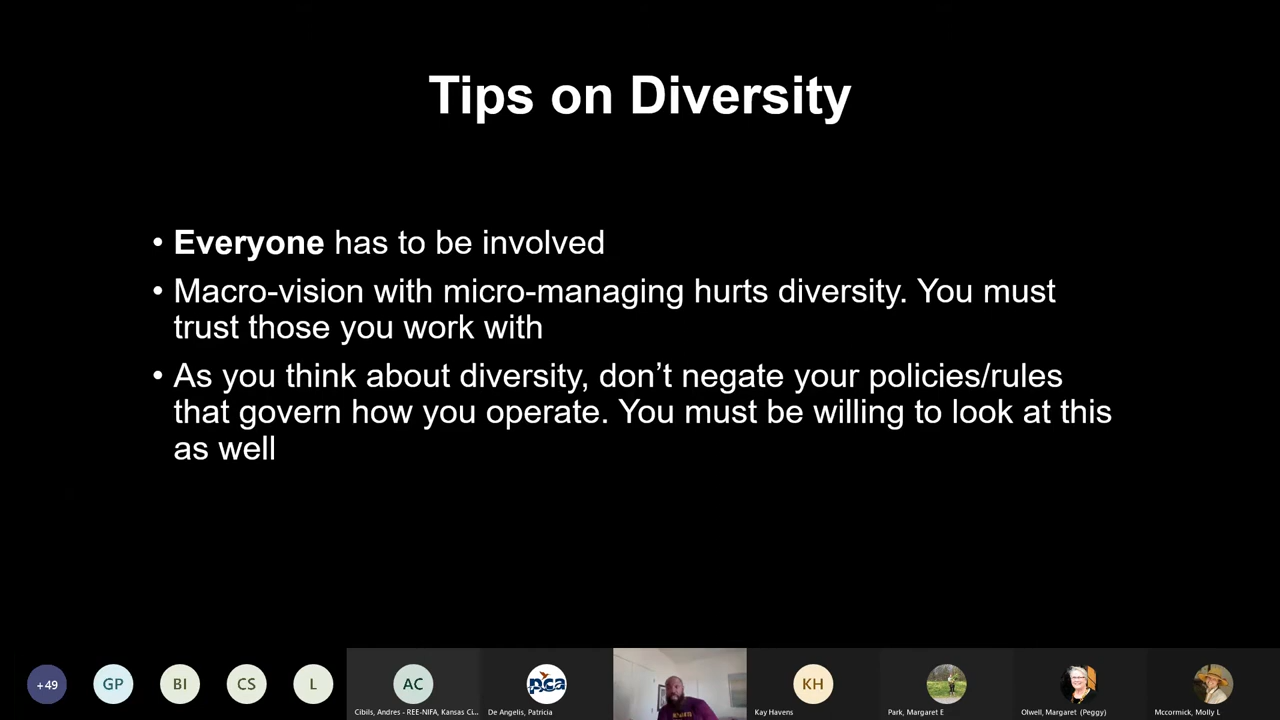 Tips on Diversity
• Everyone has to be involved
• Macro-vision with micro-managing hurts diversity. You must
trust those you work with
• As you think about diversity, don’t negate your policies/rules
that govern how you operate. You must be willing to look at this
as well
+49
GP
BI
CS
L
AC
Cibils, Andres - REE-NIFA, Kansas Ci...
pca
De Angelis, Patricia
KH
Kay Havens
Park, Margaret E
Olwell, Margaret (Peggy)
Mccormick, Molly L